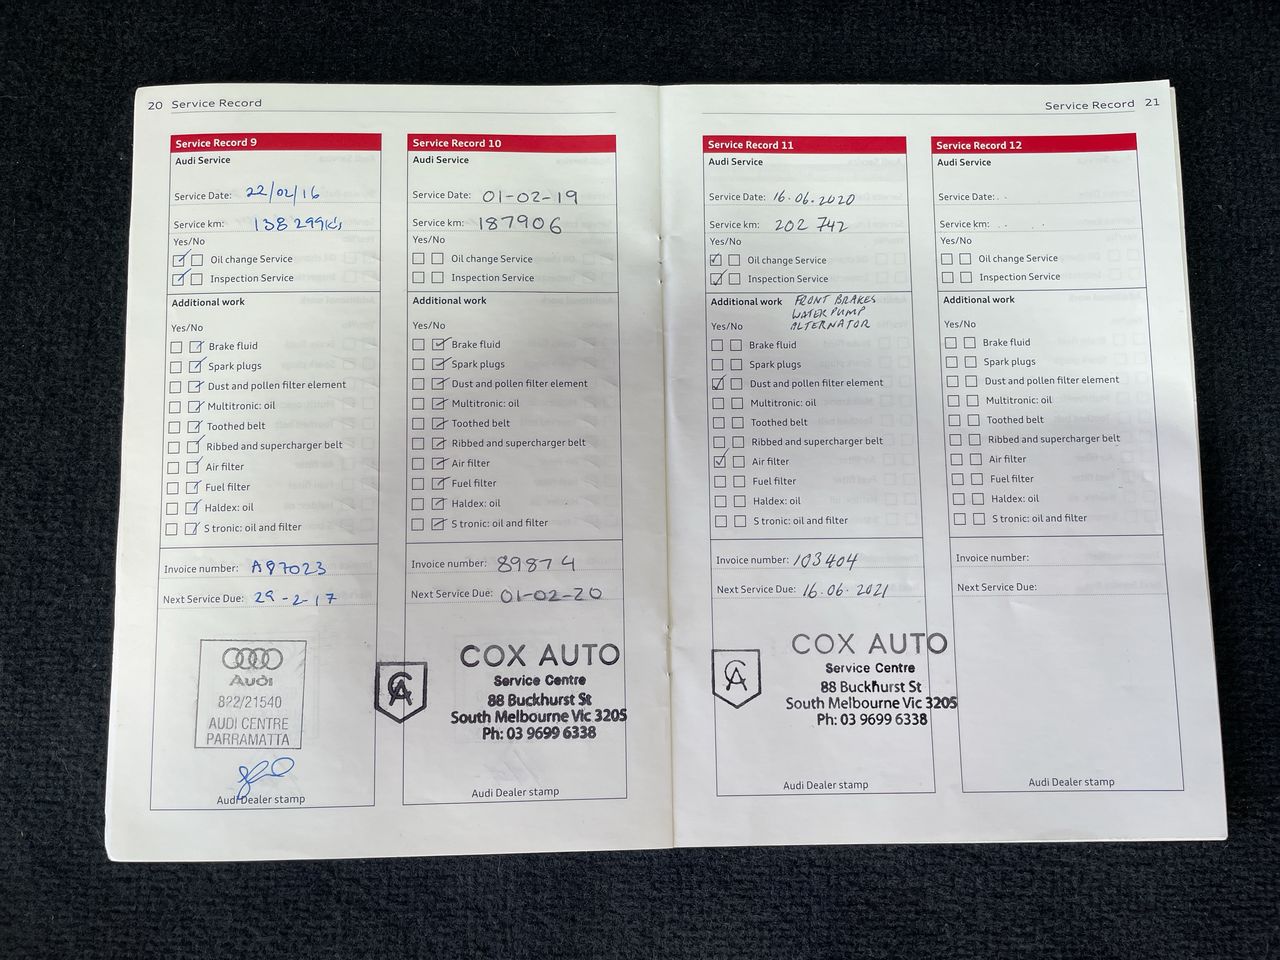 20 Service Record
Service Record 9
Audi Service
Service Date: 22/02/16
Service km: 138 299k's
Yes/No
Oil change Service
Inspection Service
Additional work
Yes/No
Brake fluid
Spark plugs
Dust and pollen filter element
Multitronic: oil
Toothed belt
Ribbed and supercharger belt
Air filter
Fuel filter
Haldex: oil
S tronic: oil and filter
Invoice number: A87023
Next Service Due: 29-2-17
Audi
822/21540
AUDI CENTRE
PARRAMATTA
Audi Dealer stamp
Service Record 10
Audi Service
Service Date: 01-02-19
Service km: 187906
Yes/No
Oil change Service
Inspection Service
Additional work
Yes/No
Brake fluid
Spark plugs
Dust and pollen filter element
Multitronic: oil
Toothed belt
Ribbed and supercharger belt
Air filter
Fuel filter
Haldex: oil
S tronic: oil and filter
Invoice number: 89874
Next Service Due: 01-02-20
CA
COX AUTO
Service Centre
88 Buckhurst St
South Melbourne Vic 3205
Ph: 03 9699 6338
Audi Dealer stamp
Service Record 21
Service Record 11
Audi Service
Service Date: 16.06.2020
Service km: 202 742
Yes/No
Oil change Service
Inspection Service
Additional work FRONT BRAKES
WATER PUMP
Yes/No ALTERNATOR
Brake fluid
Spark plugs
Dust and pollen filter element
Multitronic: oil
Toothed belt
Ribbed and supercharger belt
Air filter
Fuel filter
Haldex: oil
S tronic: oil and filter
Invoice number: 103404
Next Service Due: 16.06.2021
CA
COX AUTO
Service Centre
88 Buckhurst St
South Melbourne Vic 3205
Ph: 03 9699 6338
Audi Dealer stamp
Service Record 12
Audi Service
Service Date:
Service km:
Yes/No
Oil change Service
Inspection Service
Additional work
Yes/No
Brake fluid
Spark plugs
Dust and pollen filter element
Multitronic: oil
Toothed belt
Ribbed and supercharger belt
Air filter
Fuel filter
Haldex: oil
S tronic: oil and filter
Invoice number:
Next Service Due:
Audi Dealer stamp